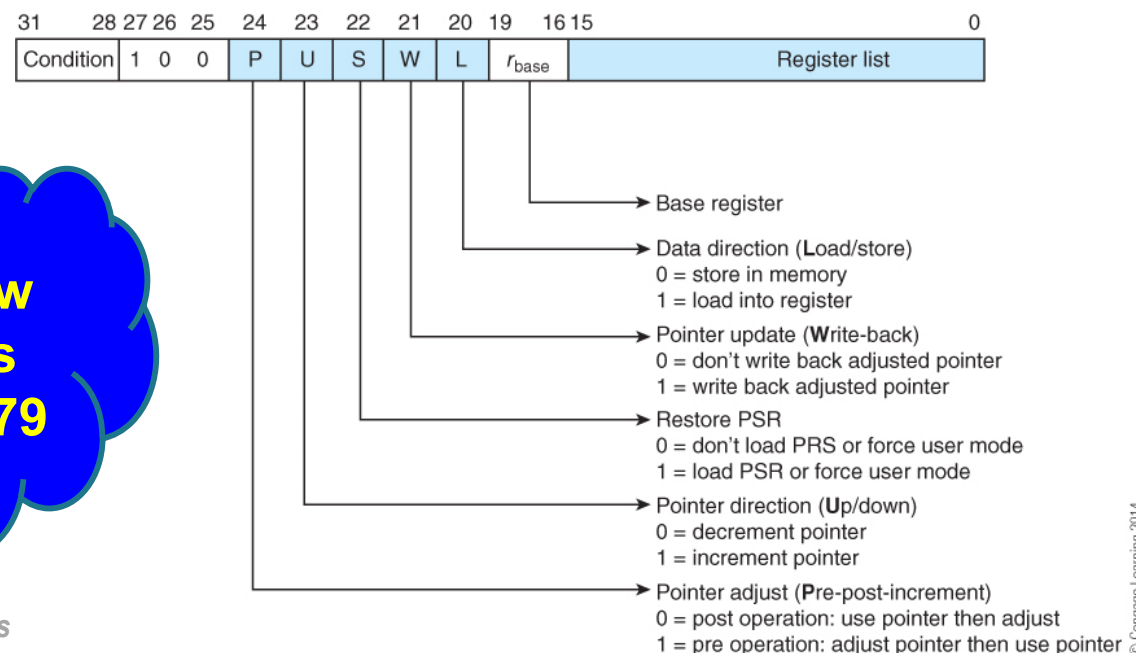 31 28 27 26 25 24 23 22 21 20 19 16 15 0
Condition 1 0 0 P U S W L rbase Register list
Base register
Data direction (Load/store)
0 = store in memory
1 = load into register
w
s
79
Pointer update (Write-back)
0 = don't write back adjusted pointer
1 = write back adjusted pointer
Restore PSR
0 = don't load PRS or force user mode
1 = load PSR or force user mode
Pointer direction (Up/down)
0 = decrement pointer
1 = increment pointer
Pointer adjust (Pre-post-increment)
0 = post operation: use pointer then adjust
1 = pre operation: adjust pointer then use pointer
s
© Cengage Learning 2014